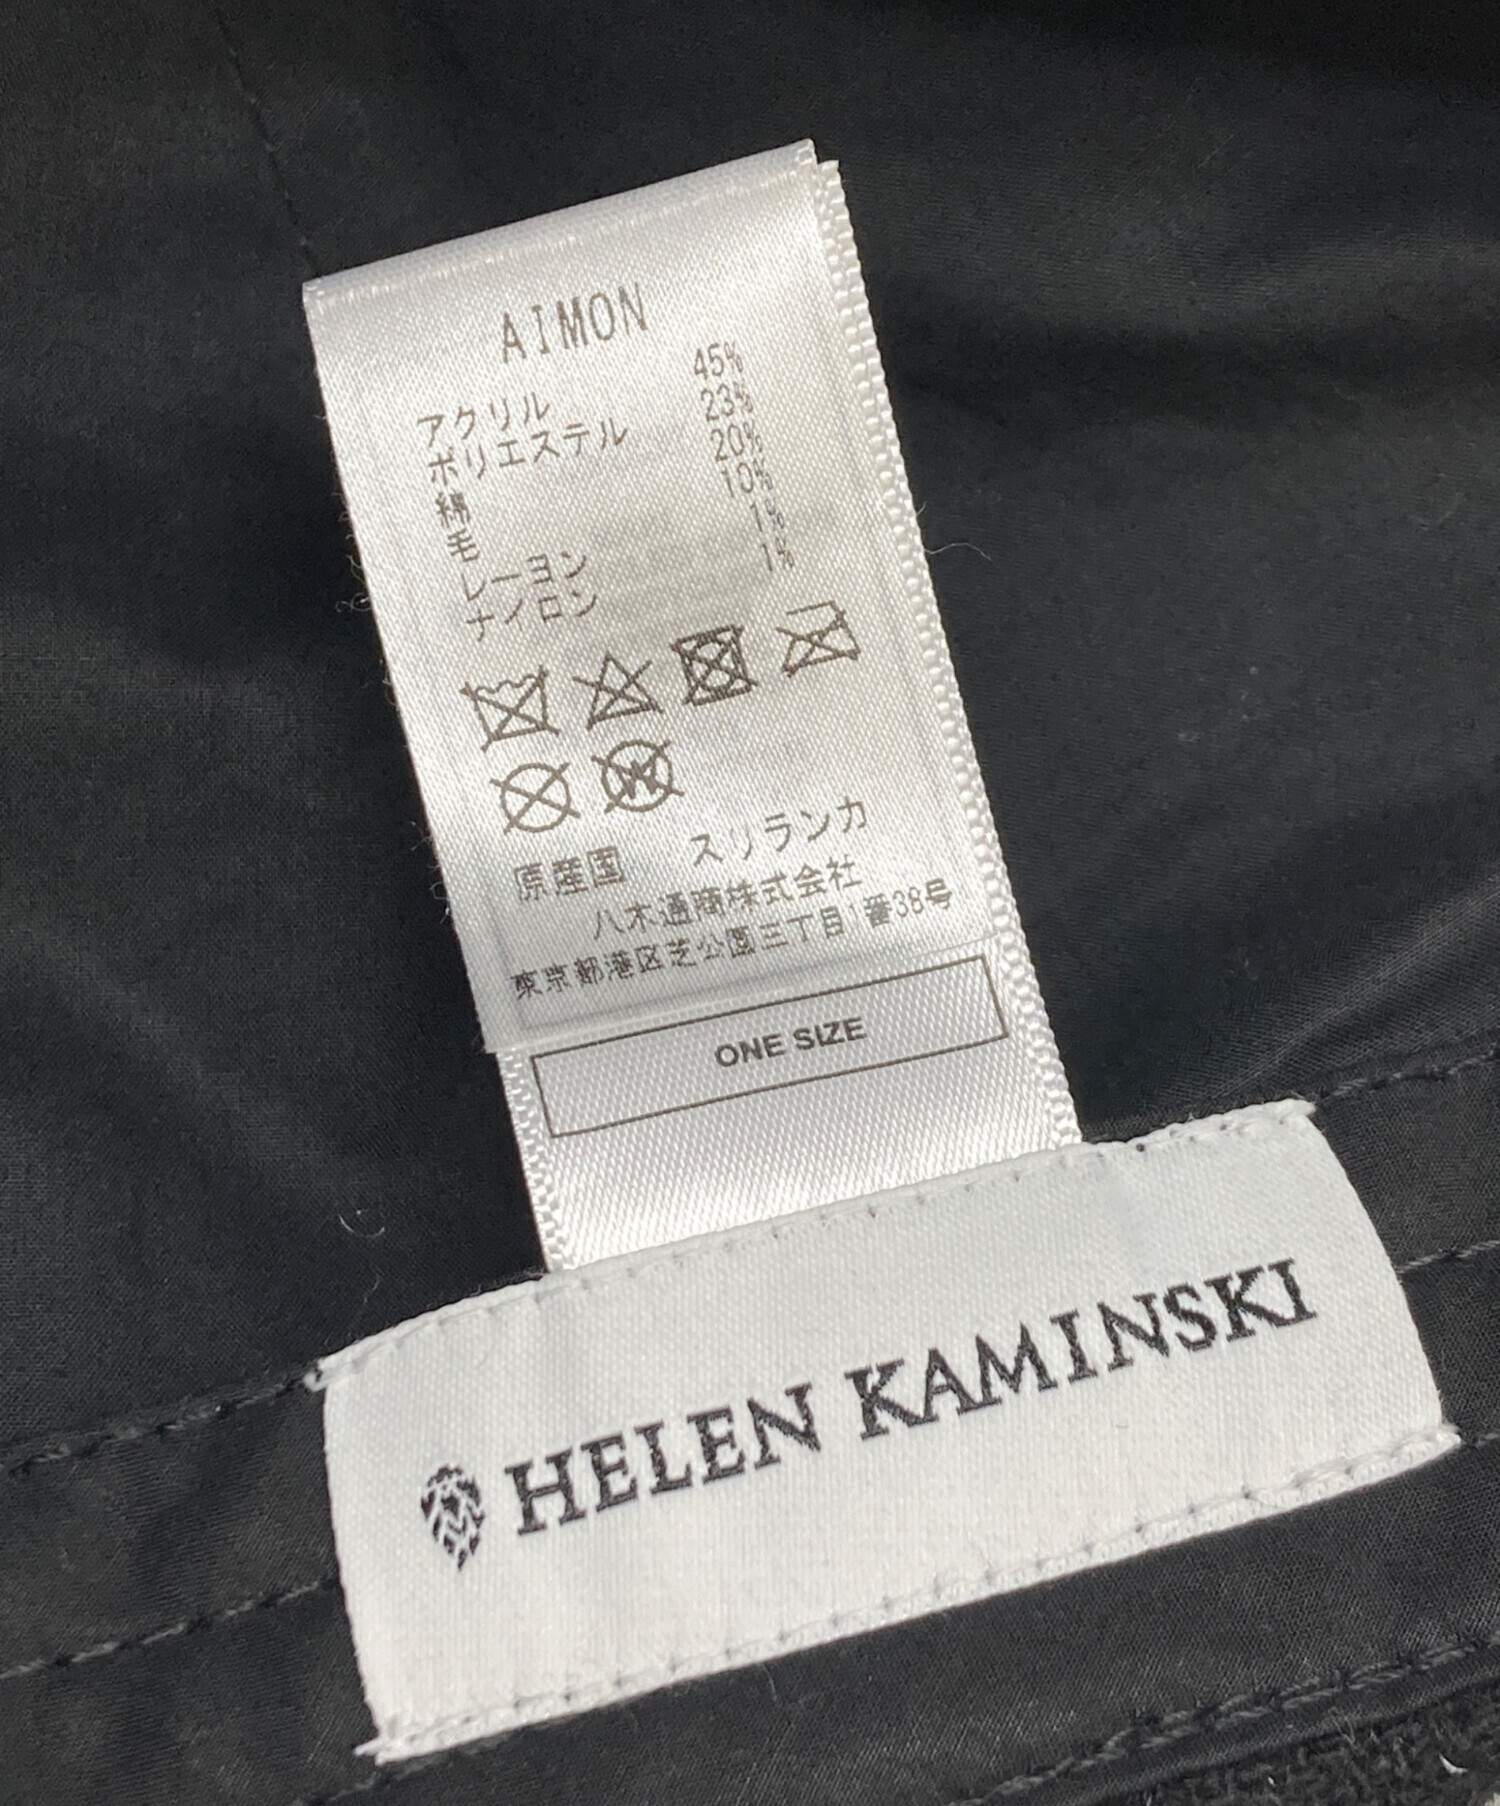 AIMON
アクリル 45%
ポリエステル 23%
綿 20%
毛 10%
レーヨン 1%
ナイロン 1%
W
原産国 スリランカ
八木通商株式会社
東京都港区芝公園三丁目1番38号
ONE SIZE
HELEN KAMINSKI